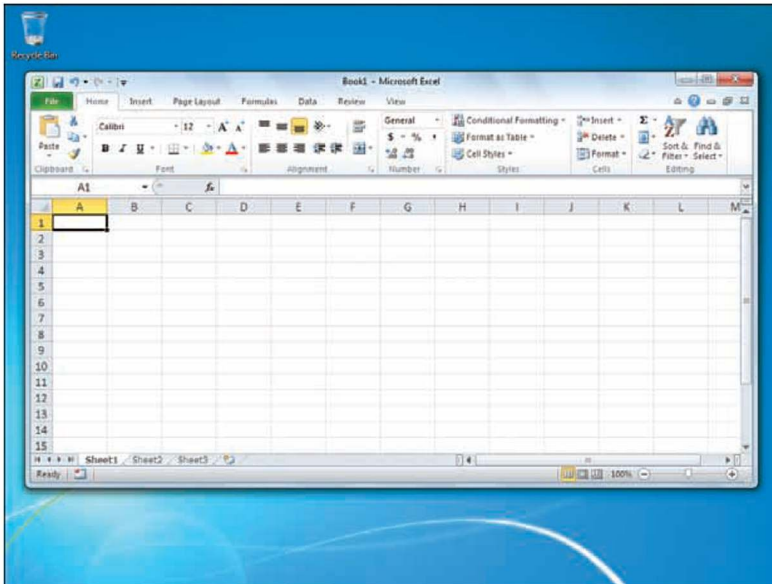 Recycle Bin
Book1 - Microsoft Excel
File Home Insert Page Layout Formulas Data Review View
Paste
Calibri 12 A A
General
Conditional Formatting
Insert
Σ
B I U A
$ % ,
Format as Table
Delete
Sort & Filter Find & Select
Cell Styles
Format
Clipboard Font Alignment Number Styles Cells Editing
A1 fx
A B C D E F G H I J K L M
1
2
3
4
5
6
7
8
9
10
11
12
13
14
15
Sheet1 Sheet2 Sheet3
Ready 100%